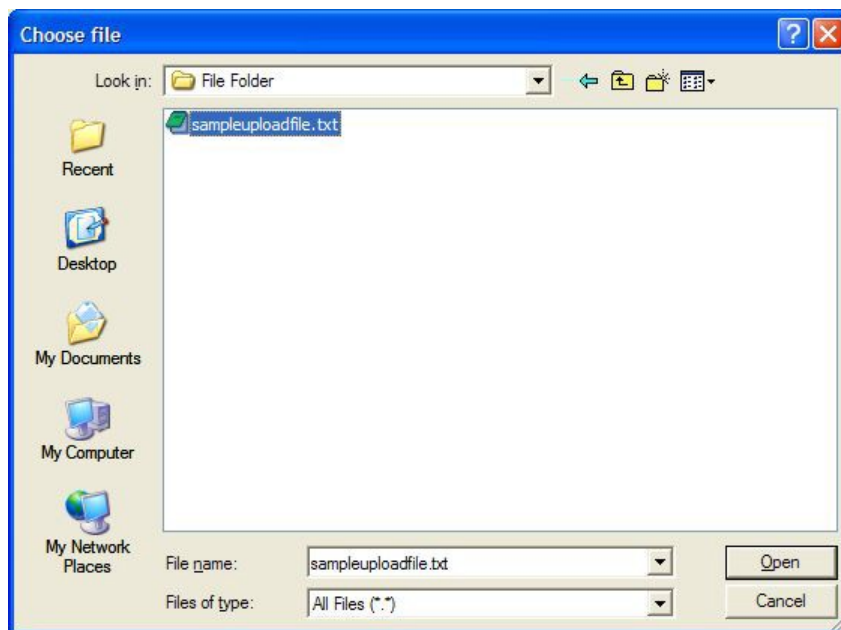 Choose file
Look in:
File Folder
sampleuploadfile.txt
Recent
Desktop
My Documents
My Computer
My Network
Places
File name:
sampleuploadfile.txt
Open
Files of type:
All Files (*.*)
Cancel